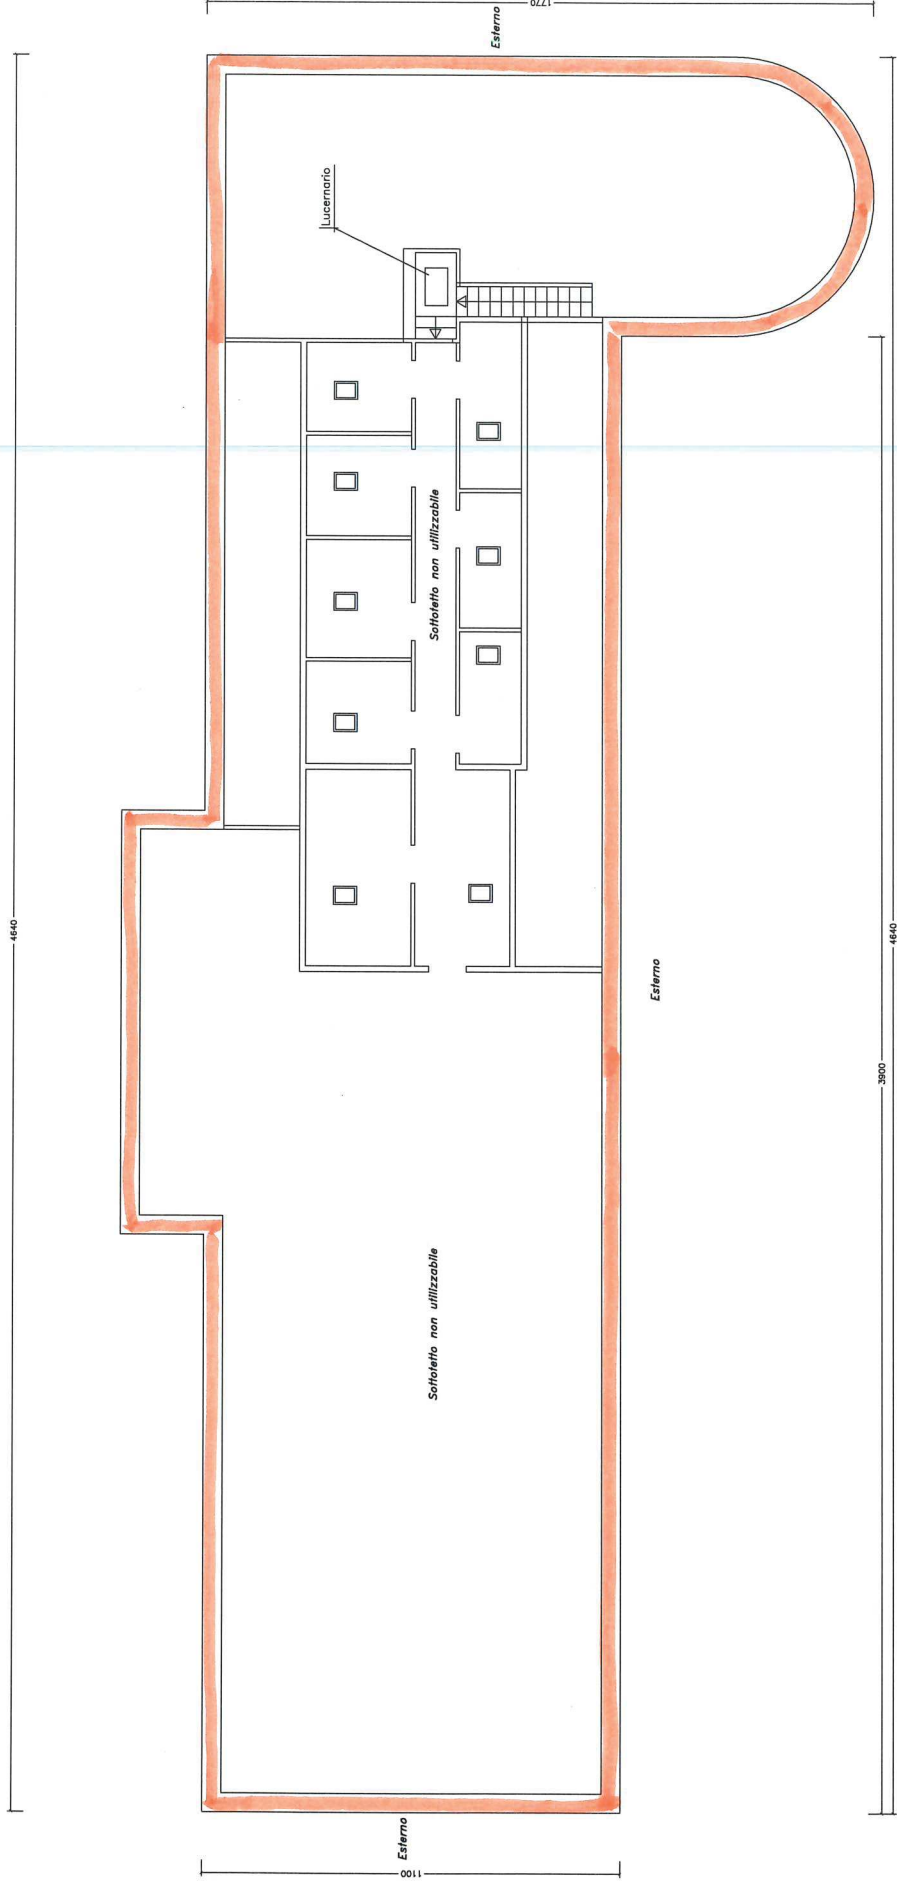 1770
Esterno
Lucernario
Sottotetto non utilizzabile
4640
4640
Esterno
3900
Sottotetto non utilizzabile
Esterno
1100